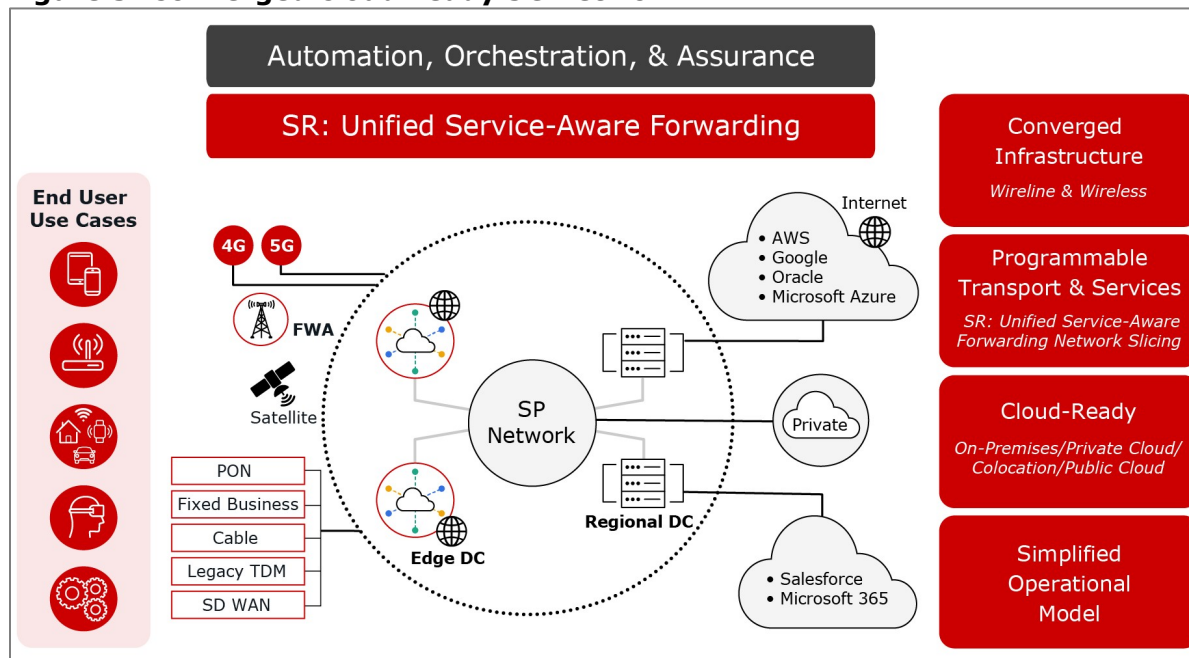 Automation, Orchestration, & Assurance
SR: Unified Service-Aware Forwarding
End User
Use Cases
4G
5G
FWA
Satellite
PON
Fixed Business
Cable
Legacy TDM
SD WAN
Edge DC
SP
Network
Regional DC
Internet
• AWS
• Google
• Oracle
• Microsoft Azure
Private
• Salesforce
• Microsoft 365
Converged
Infrastructure
Wireline & Wireless
Programmable
Transport & Services
SR: Unified Service-Aware
Forwarding Network Slicing
Cloud-Ready
On-Premises/Private Cloud/
Colocation/Public Cloud
Simplified
Operational
Model